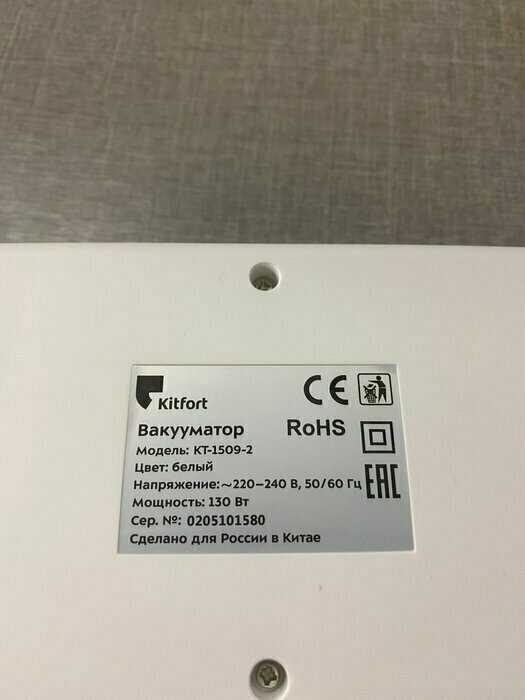 Kitfort
CE
Вакууматор
RoHS
Модель: КТ-1509-2
Цвет: белый
Напряжение: ~220–240 В, 50/60 Гц
EAC
Мощность: 130 Вт
Сер. №: 0205101580
Сделано для России в Китае